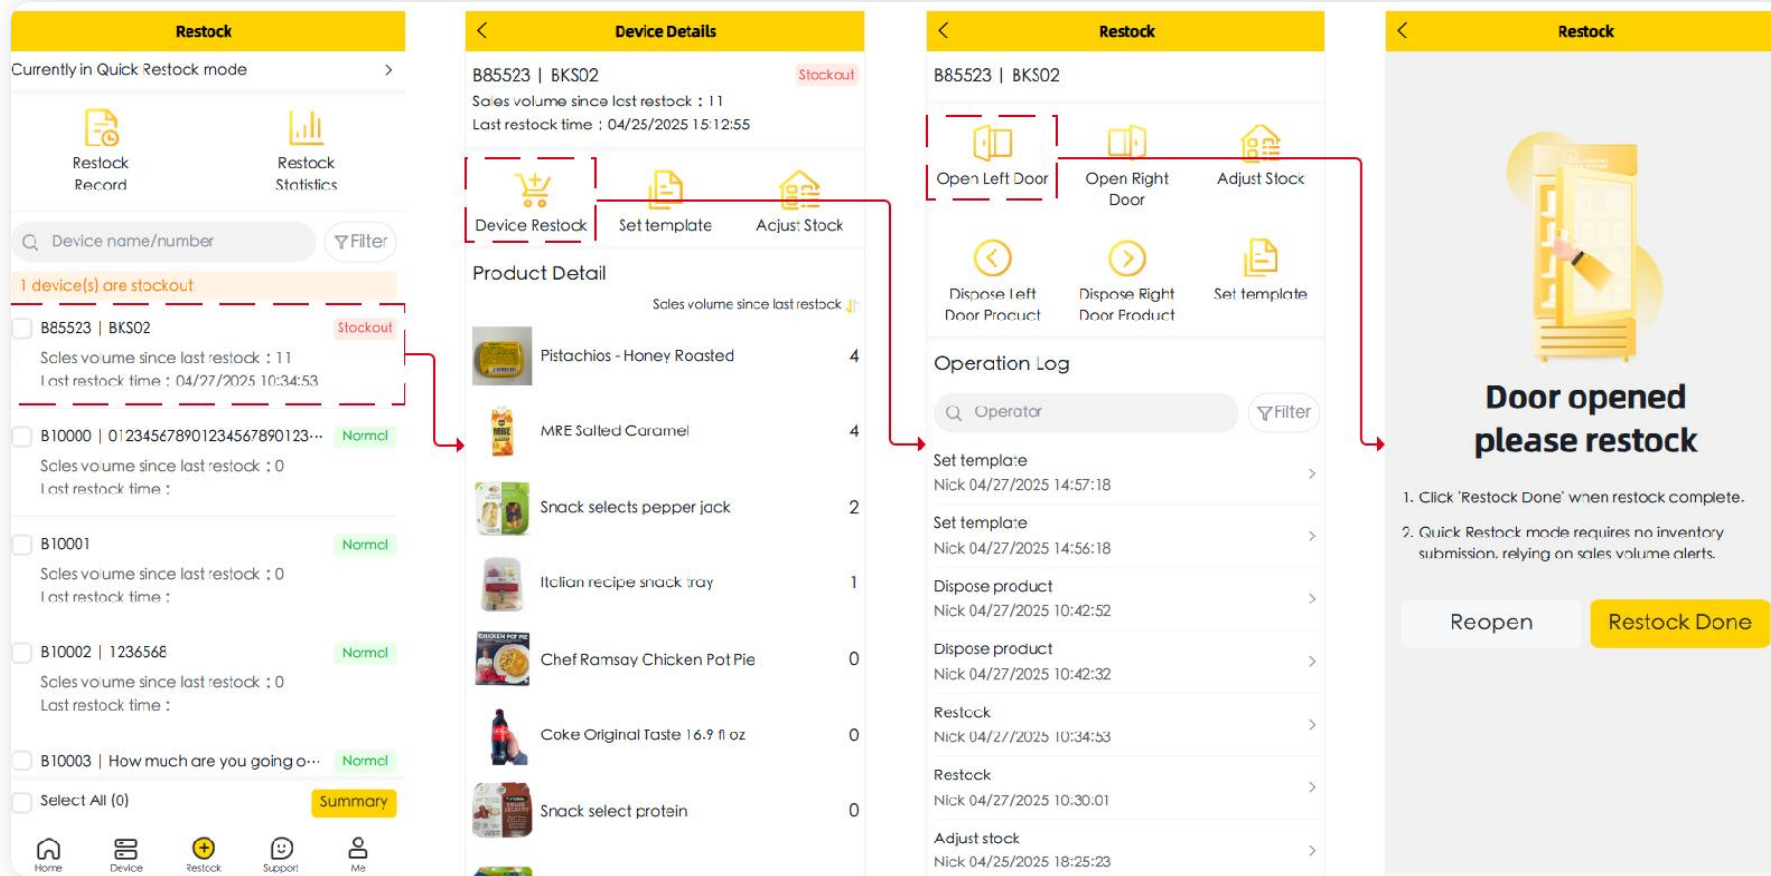 Restock
Currently in Quick Restock mode
Restock
Record
Restock
Statistics
Device name/number
Filter
1 device(s) are stockout
B85523 | BKS02
Stockout
Sales volume since last restock : 11
Last restock time : 04/27/2025 10:34:53
B10000 | 01234567890123456789 0123···
Normal
Sales volume since last restock : 0
Last restock time :
B10001
Normal
Sales volume since last restock : 0
Last restock time :
B10002 | 1236568
Normal
Sales volume since last restock : 0
Last restock time :
B10003 | How much are you going o···
Normal
Select All (0)
Summary
Home
Device
Restock
Support
Me
Device Details
B85523 | BKS02
Stockout
Sales volume since last restock : 11
Last restock time : 04/25/2025 15:12:55
Device Restock
Set template
Adjust Stock
Product Detail
Sales volume since last restock
Pistachios - Honey Roasted
4
MRE Salted Caramel
4
Snack selects pepper jack
2
Italian recipe snack tray
1
CHICKEN POT PIE
Chef Ramsay Chicken Pot Pie
0
Coke Original Taste 16.9 fl oz
0
Snack select protein
0
Restock
B85523 | BKS02
Open Left Door
Open Right
Door
Adjust Stock
Dispose Left
Door Product
Dispose Right
Door Product
Set template
Operation Log
Operator
Filter
Set template
Nick 04/27/2025 14:57:18
Set template
Nick 04/27/2025 14:56:18
Dispose product
Nick 04/27/2025 10:42:52
Dispose product
Nick 04/27/2025 10:42:32
Restock
Nick 04/27/2025 10:34:53
Restock
Nick 04/27/2025 10:30:01
Adjust stock
Nick 04/25/2025 18:25:23
Restock
Door opened
please restock
1. Click 'Restock Done' when restock complete.
2. Quick Restock mode requires no inventory
submission, relying on sales volume alerts.
Reopen
Restock Done